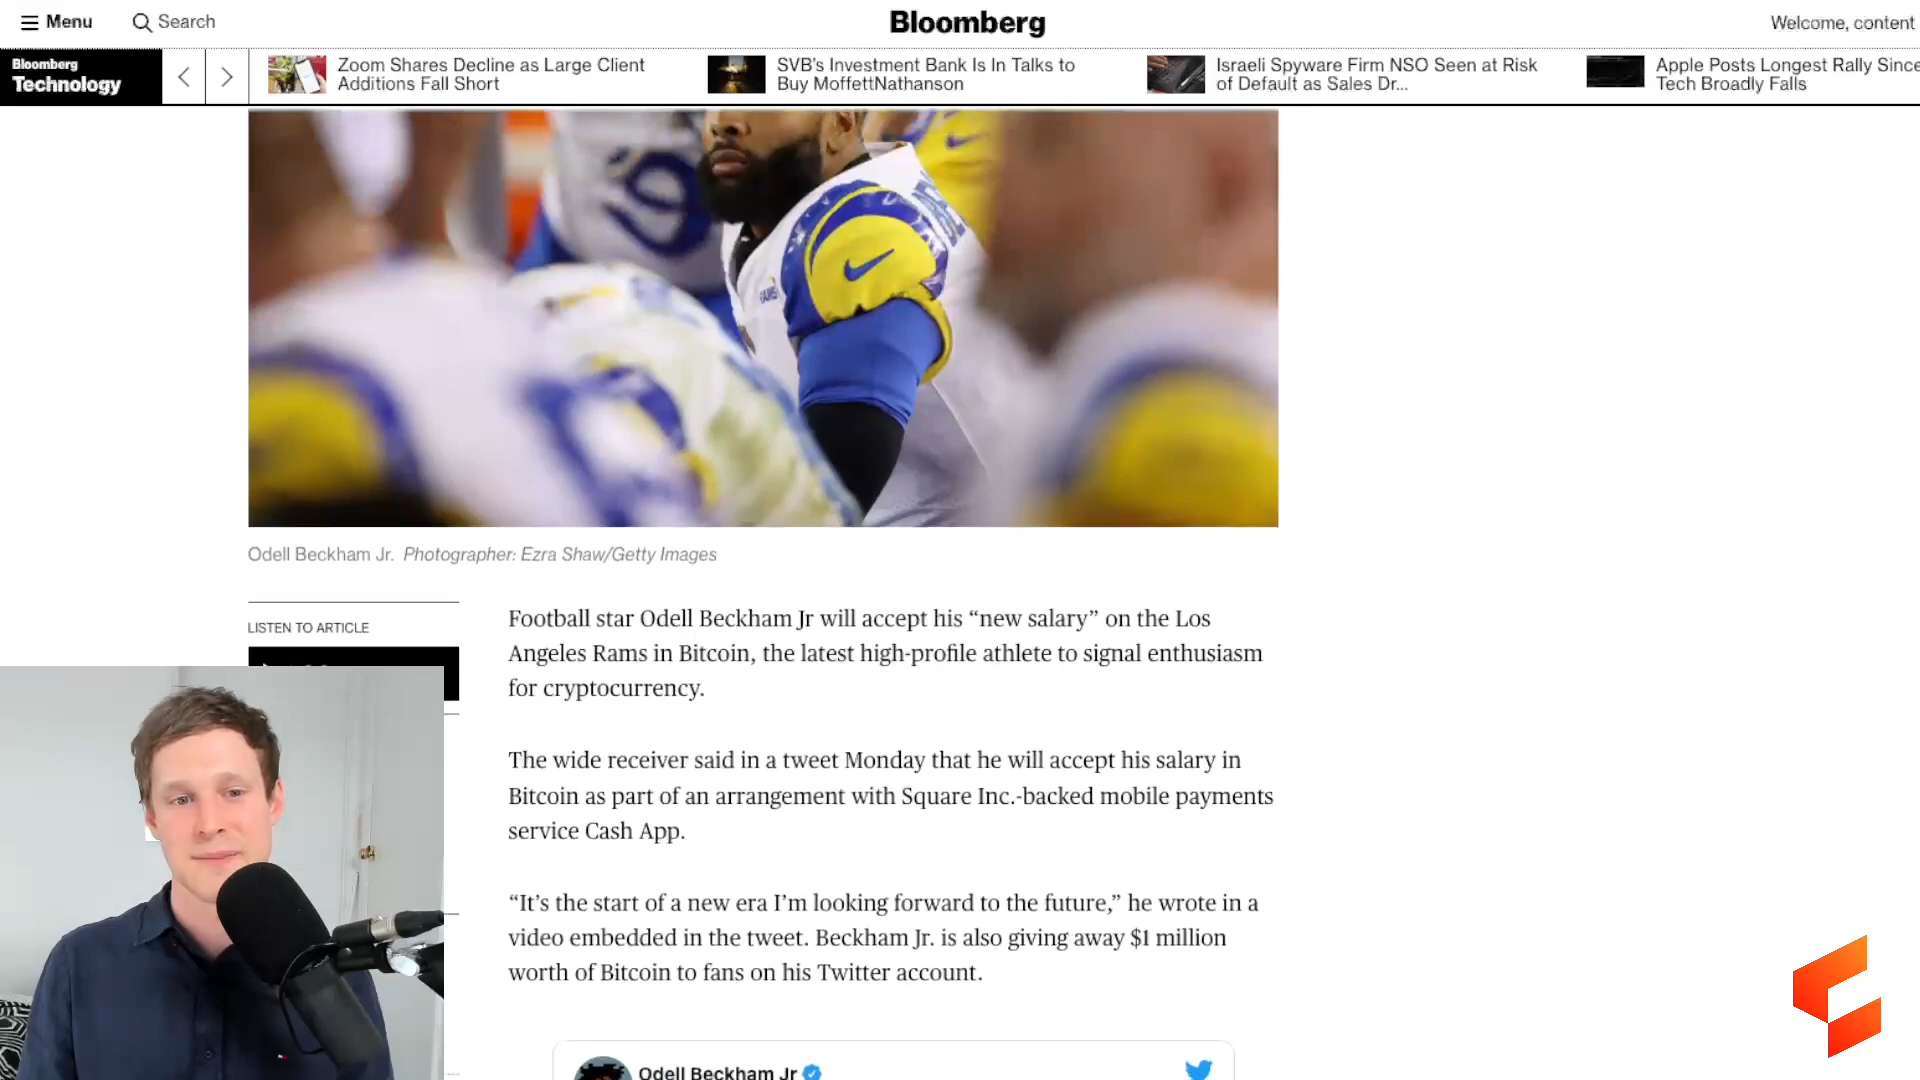 Menu
Search
Bloomberg
Welcome, content
Bloomberg
Technology
Zoom Shares Decline as Large Client
Additions Fall Short
SVB's Investment Bank Is In Talks to
Buy MoffettNathanson
Israeli Spyware Firm NSO Seen at Risk
of Default as Sales Dr...
Apple Posts Longest Rally Since
Tech Broadly Falls
RAMS
Odell Beckham Jr. Photographer: Ezra Shaw/Getty Images
LISTEN TO ARTICLE
Football star Odell Beckham Jr will accept his “new salary” on the Los
Angeles Rams in Bitcoin, the latest high-profile athlete to signal enthusiasm
for cryptocurrency.
The wide receiver said in a tweet Monday that he will accept his salary in
Bitcoin as part of an arrangement with Square Inc.-backed mobile payments
service Cash App.
“It’s the start of a new era I’m looking forward to the future,” he wrote in a
video embedded in the tweet. Beckham Jr. is also giving away $1 million
worth of Bitcoin to fans on his Twitter account.
Odell Beckham Jr